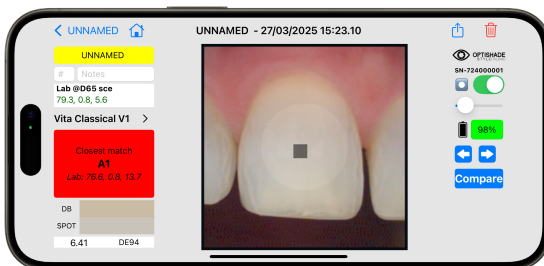 UNNAMED
UNNAMED - 27/03/2025 15:23.10
UNNAMED
# Notes
Lab @D65 sce
79.3, 0.8, 5.6
Vita Classical V1
Closest match
A1
Lab: 76.6, 0.8, 13.7
DB
SPOT
6.41 DE94
OPTISHADE
STYLEITALIANO
SN-724000001
98%
Compare